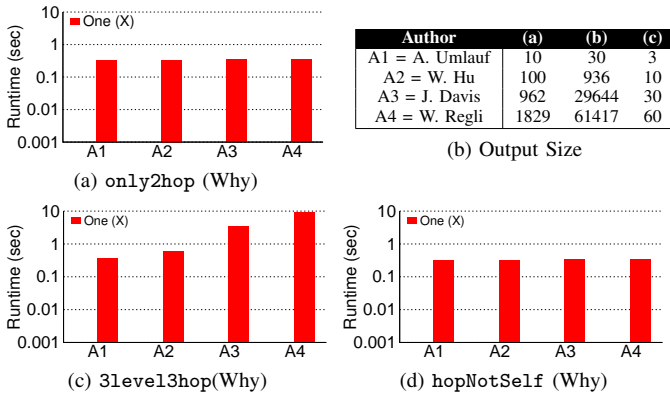 10
1
0.1
0.01
0.001
Runtime (sec)
One (X)
A1 A2 A3 A4
(a) only2hop (Why)
Author (a) (b) (c)
A1 = A. Umlauf 10 30 3
A2 = W. Hu 100 936 10
A3 = J. Davis 962 29644 30
A4 = W. Regli 1829 61417 60
(b) Output Size
10
1
0.1
0.01
0.001
Runtime (sec)
One (X)
A1 A2 A3 A4
(c) 3level3hop(Why)
10
1
0.1
0.01
0.001
Runtime (sec)
One (X)
A1 A2 A3 A4
(d) hopNotSelf (Why)